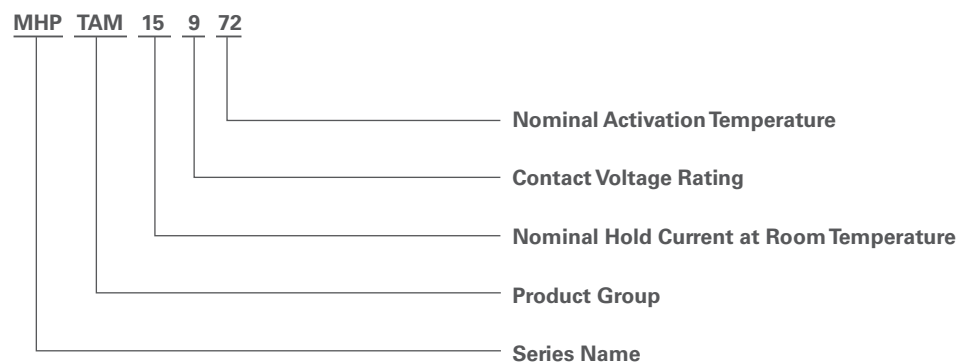 MHP TAM 15 9 72
Nominal Activation Temperature
Contact Voltage Rating
Nominal Hold Current at Room Temperature
Product Group
Series Name